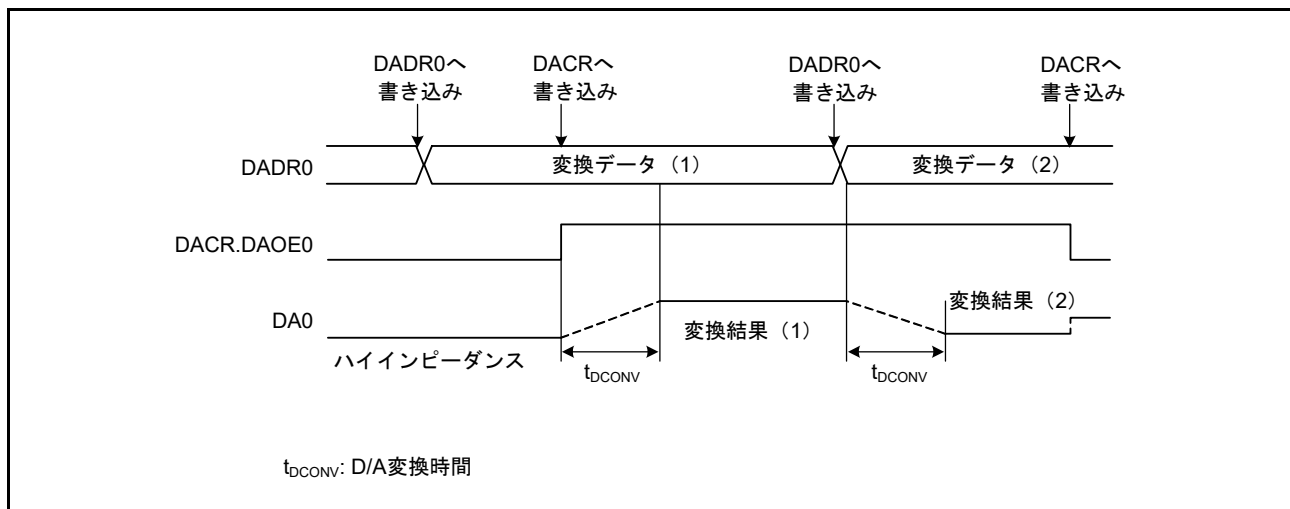 DADR0へ
書き込み
DACRへ
書き込み
DADR0へ
書き込み
DACRへ
書き込み
DADR0
変換データ（1）
変換データ（2）
DACR.DAOE0
DA0
ハイインピーダンス
変換結果（1）
変換結果（2）
tDCONV
tDCONV
tDCONV: D/A変換時間